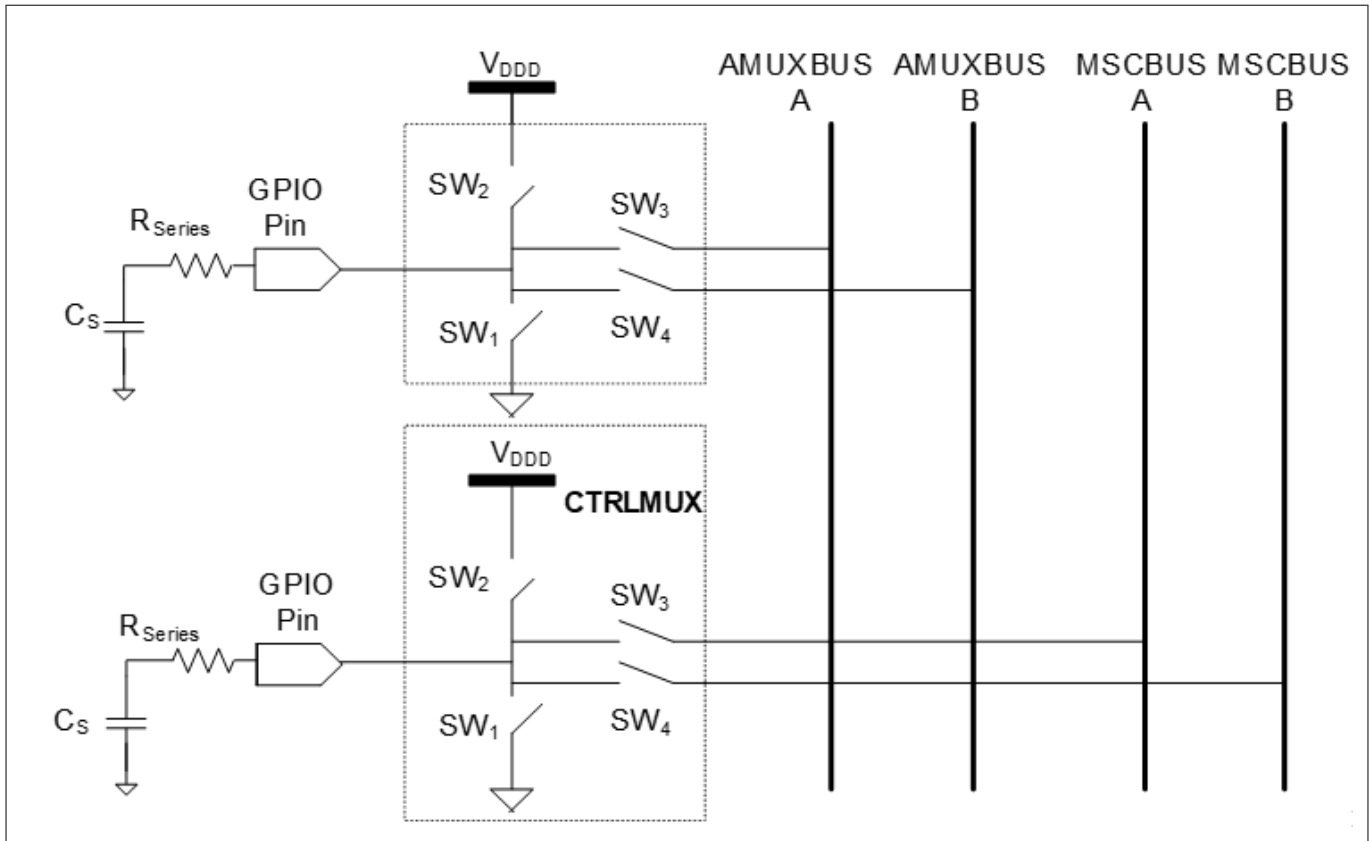 V_DDD
AMUXBUS A
AMUXBUS B
MSCBUS A
MSCBUS B
SW_2
GPIO
Pin
SW_3
R_Series
C_S
SW_1
SW_4
V_DDD
CTRLMUX
SW_2
GPIO
Pin
SW_3
R_Series
C_S
SW_1
SW_4